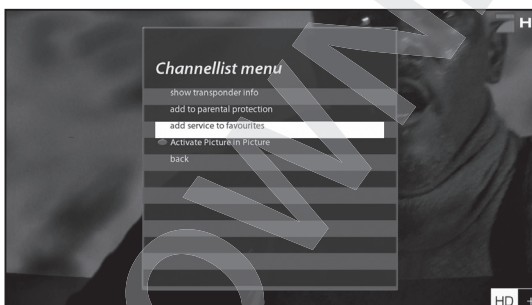 Channellist menu
show transponder info
add to parental protection
add service to favourites
Activate Picture in Picture
back
H
HD